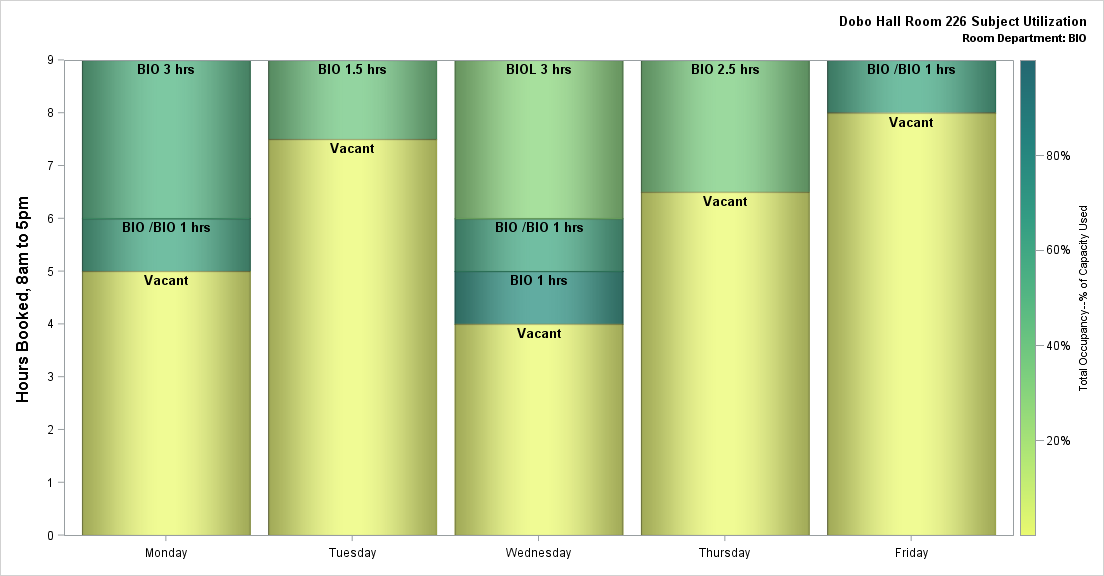 Dobo Hall Room 226 Subject Utilization
Room Department: BIO
Hours Booked, 8am to 5pm
9
8
7
6
5
4
3
2
1
0
BIO 3 hrs
BIO /BIO 1 hrs
Vacant
BIO 1.5 hrs
Vacant
BIOL 3 hrs
BIO /BIO 1 hrs
BIO 1 hrs
Vacant
BIO 2.5 hrs
Vacant
BIO /BIO 1 hrs
Vacant
Monday
Tuesday
Wednesday
Thursday
Friday
80%
60%
40%
20%
Total Occupancy--% of Capacity Used